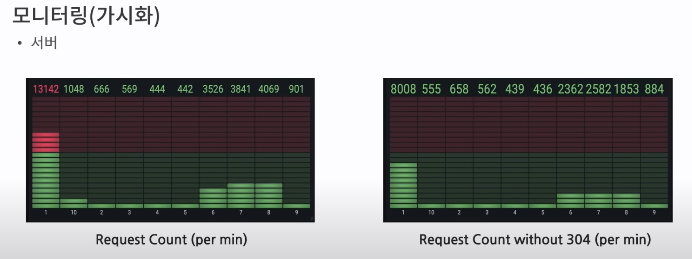 모니터링(가시화)
• 서버
13142 1048 666 569 444 442 3526 3841 4069 901
1 10 2 3 4 5 6 7 8 9
Request Count (per min)
8008 555 658 562 439 436 2362 2582 1853 884
1 10 2 3 4 5 6 7 8 9
Request Count without 304 (per min)